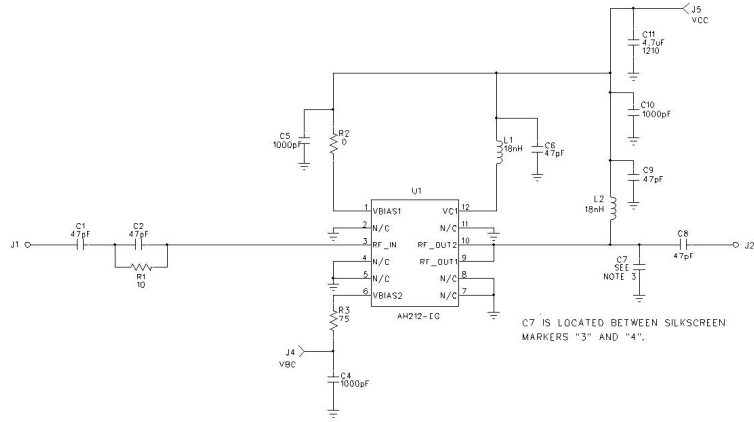 J5
VCC
C11
4.7uF
1210
C10
1000pF
C5
1000pF
R2
0
L1
18nH
C6
47pF
C9
47pF
L2
18nH
U1
1 VBIAS1 VC1 12
2 N/C N/C 11
3 RF_IN RF_OUT2 10
RF_OUT1 9
4 N/C
5 N/C N/C 8
6 VBIAS2 N/C 7
AH212-EG
J1
C1
47pF
C2
47pF
R1
10
C8
47pF
J2
C7
SEE
NOTE 3
R3
75
J4
VBC
C4
1000pF
C7 IS LOCATED BETWEEN SILKSCREEN
MARKERS "3" AND "4".